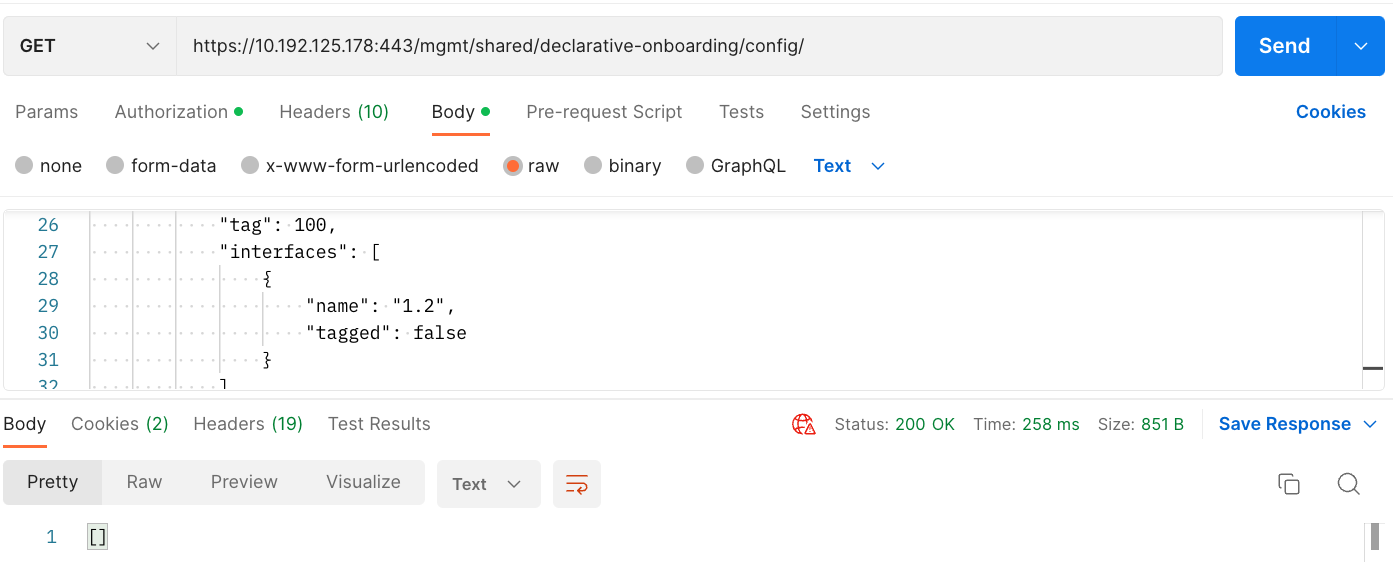 GET https://10.192.125.178:443/mgmt/shared/declarative-onboarding/config/ Send
Params Authorization Headers (10) Body Pre-request Script Tests Settings Cookies
none form-data x-www-form-urlencoded raw binary GraphQL Text
26 "tag": 100,
27 "interfaces": [
28 {
29 "name": "1.2",
30 "tagged": false
31 }
32 ]
Body Cookies (2) Headers (19) Test Results Status: 200 OK Time: 258 ms Size: 851 B Save Response
Pretty Raw Preview Visualize Text
1 []